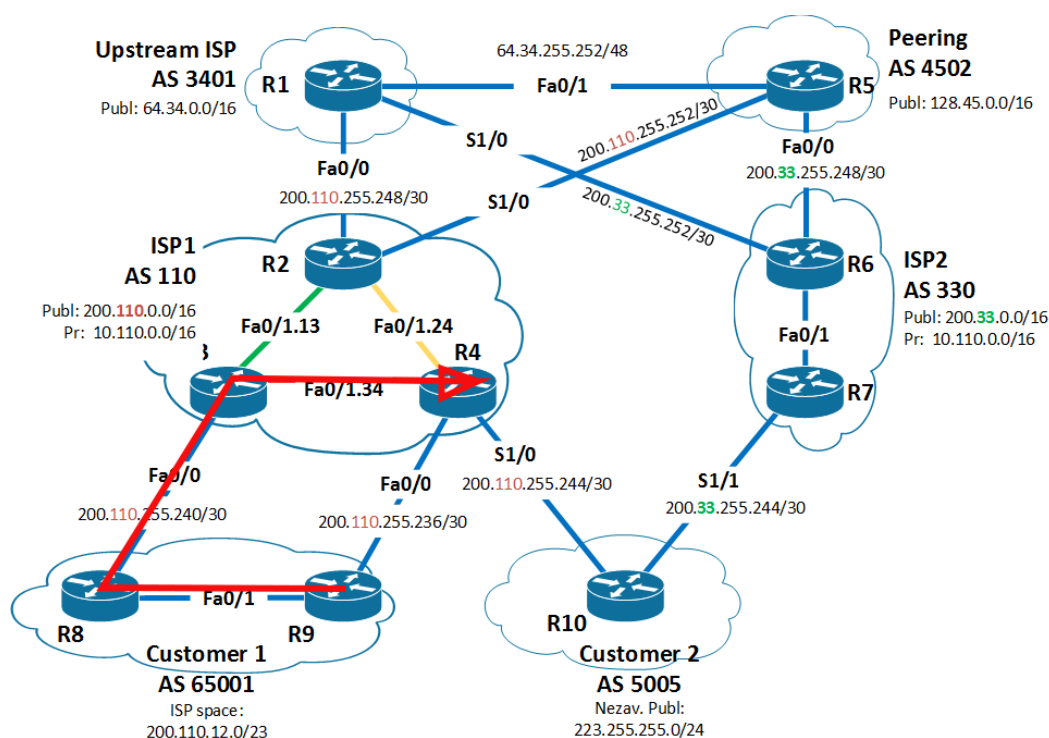 Upstream ISP
AS 3401
Publ: 64.34.0.0/16
R1
64.34.255.252/48
Fa0/1
Peering
AS 4502
Publ: 128.45.0.0/16
R5
Fa0/0
200.110.255.248/30
S1/0
200.110.255.252/30
S1/0
200.33.255.252/30
Fa0/0
200.33.255.248/30
ISP1
AS 110
Publ: 200.110.0.0/16
Pr: 10.110.0.0/16
R2
Fa0/1.13
Fa0/1.24
3
Fa0/1.34
R4
R6
ISP2
AS 330
Publ: 200.33.0.0/16
Pr: 10.110.0.0/16
Fa0/1
R7
Fa0/0
200.110.255.240/30
Fa0/0
200.110.255.236/30
S1/0
200.110.255.244/30
S1/1
200.33.255.244/30
R8
Fa0/1
R9
Customer 1
AS 65001
ISP space:
200.110.12.0/23
R10
Customer 2
AS 5005
Nezav. Publ:
223.255.255.0/24